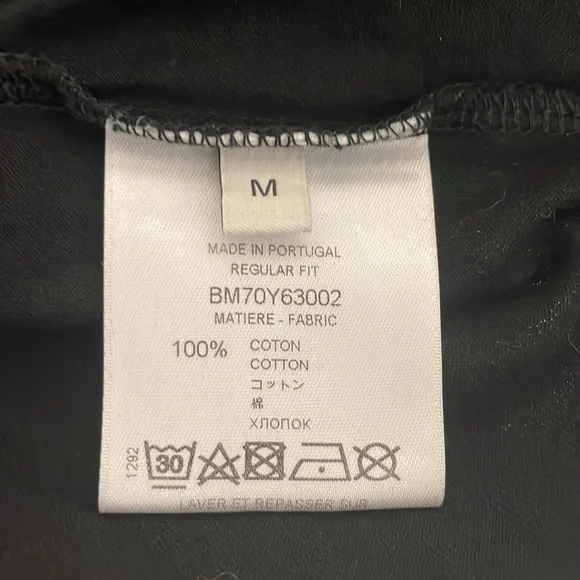 M
MADE IN PORTUGAL
REGULAR FIT
BM70Y63002
MATIERE - FABRIC
100% COTON
COTTON
コットン
棉
ХЛОПОК
1292
30
LAVER ET REPASSER SUR